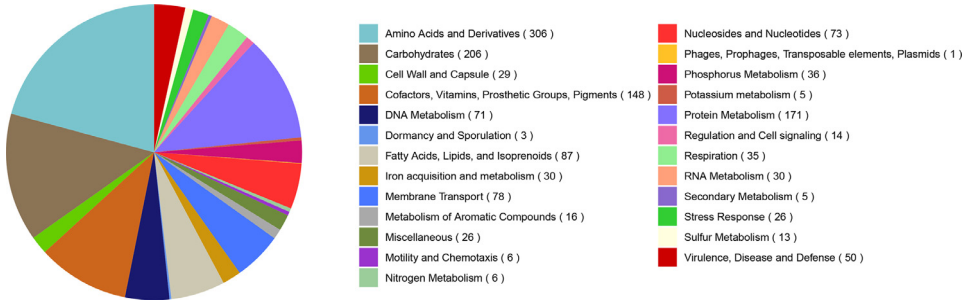 Amino Acids and Derivatives ( 306 )
Carbohydrates ( 206 )
Cell Wall and Capsule ( 29 )
Cofactors, Vitamins, Prosthetic Groups, Pigments ( 148 )
DNA Metabolism ( 71 )
Dormancy and Sporulation ( 3 )
Fatty Acids, Lipids, and Isoprenoids ( 87 )
Iron acquisition and metabolism ( 30 )
Membrane Transport ( 78 )
Metabolism of Aromatic Compounds ( 16 )
Miscellaneous ( 26 )
Motility and Chemotaxis ( 6 )
Nitrogen Metabolism ( 6 )
Nucleosides and Nucleotides ( 73 )
Phages, Prophages, Transposable elements, Plasmids ( 1 )
Phosphorus Metabolism ( 36 )
Potassium metabolism ( 5 )
Protein Metabolism ( 171 )
Regulation and Cell signaling ( 14 )
Respiration ( 35 )
RNA Metabolism ( 30 )
Secondary Metabolism ( 5 )
Stress Response ( 26 )
Sulfur Metabolism ( 13 )
Virulence, Disease and Defense ( 50 )